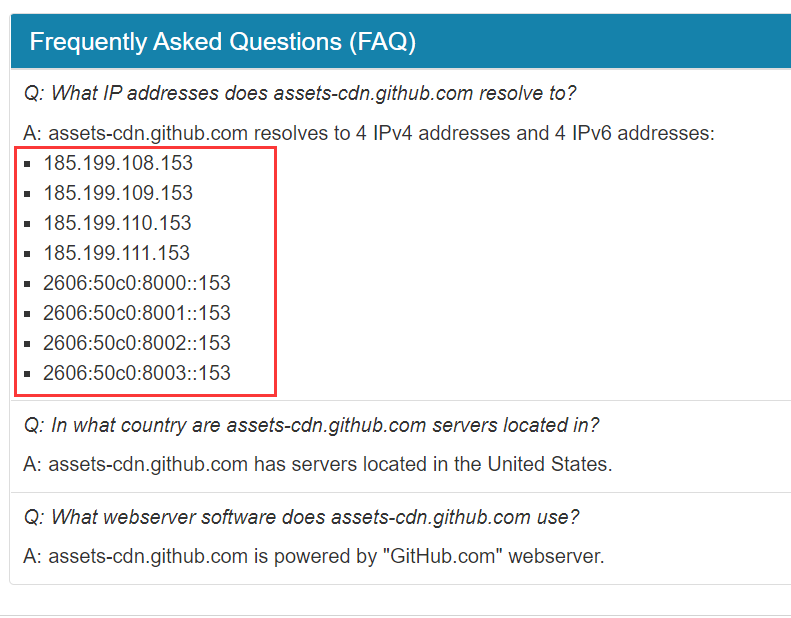 Frequently Asked Questions (FAQ)
Q: What IP addresses does assets-cdn.github.com resolve to?
A: assets-cdn.github.com resolves to 4 IPv4 addresses and 4 IPv6 addresses:
185.199.108.153
185.199.109.153
185.199.110.153
185.199.111.153
2606:50c0:8000::153
2606:50c0:8001::153
2606:50c0:8002::153
2606:50c0:8003::153
Q: In what country are assets-cdn.github.com servers located in?
A: assets-cdn.github.com has servers located in the United States.
Q: What webserver software does assets-cdn.github.com use?
A: assets-cdn.github.com is powered by "GitHub.com" webserver.